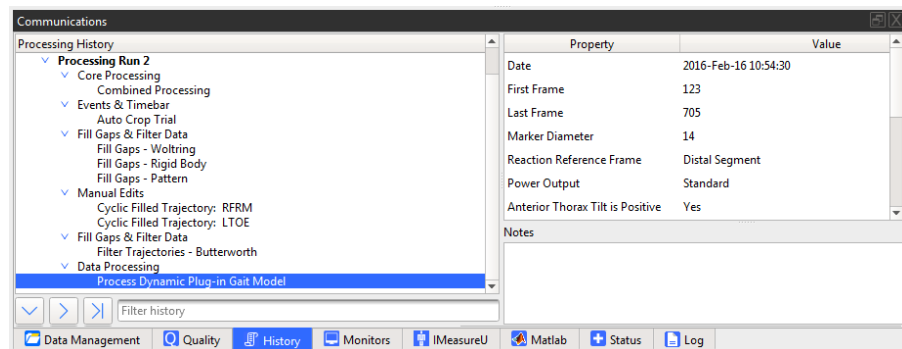 Communications
Processing History
Processing Run 2
Core Processing
Combined Processing
Events & Timebar
Auto Crop Trial
Fill Gaps & Filter Data
Fill Gaps - Woltring
Fill Gaps - Rigid Body
Fill Gaps - Pattern
Manual Edits
Cyclic Filled Trajectory: RFRM
Cyclic Filled Trajectory: LTOE
Fill Gaps & Filter Data
Filter Trajectories - Butterworth
Data Processing
Process Dynamic Plug-in Gait Model
Filter history
Property Value
Date 2016-Feb-16 10:54:30
First Frame 123
Last Frame 705
Marker Diameter 14
Reaction Reference Frame Distal Segment
Power Output Standard
Anterior Thorax Tilt is Positive Yes
Notes
Data Management Quality History Monitors IMeasureU Matlab Status Log